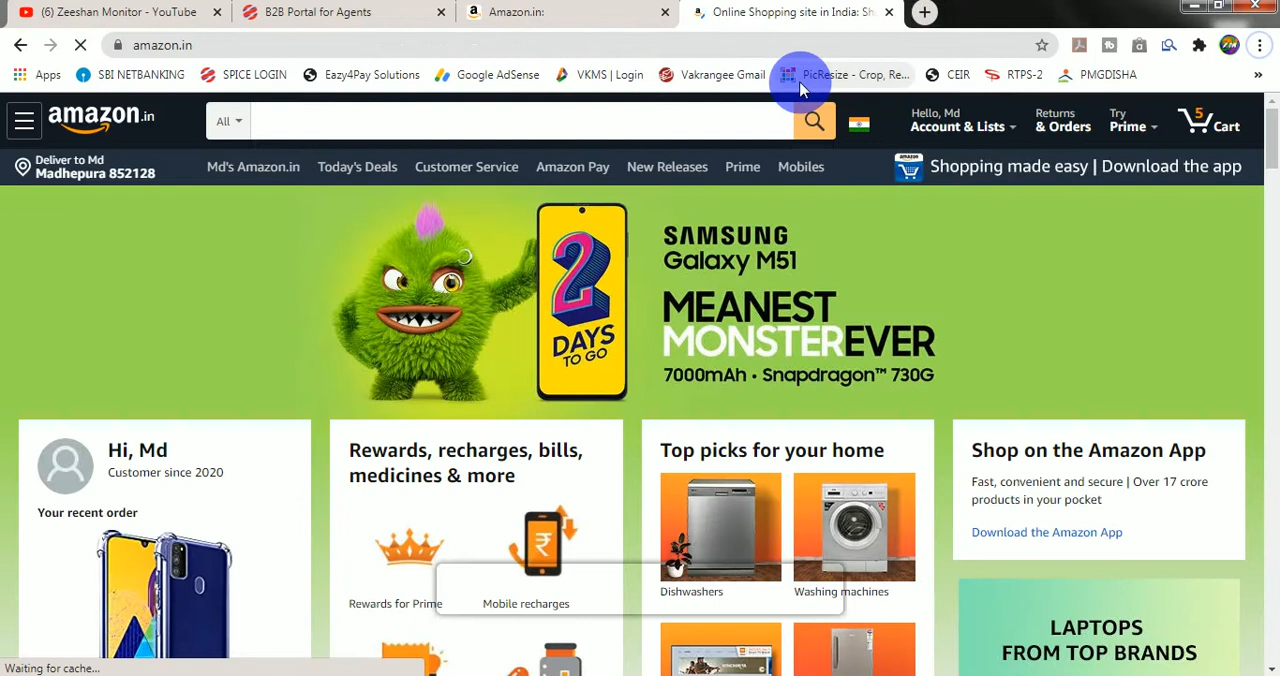 (6) Zeeshan Monitor - YouTube
B2B Portal for Agents
Amazon.in:
Online Shopping site in India: Sh
amazon.in
Apps
SBI NETBANKING
SPICE LOGIN
Eazy4Pay Solutions
Google AdSense
VKMS | Login
Vakrangee Gmail
PicResize - Crop, Re...
CEIR
RTPS-2
PMGDISHA
»
amazon.in
All
Hello, Md
Account & Lists
Returns
& Orders
Try
Prime
5
Cart
Deliver to Md
Madhepura 852128
Md's Amazon.in
Today's Deals
Customer Service
Amazon Pay
New Releases
Prime
Mobiles
amazon
Shopping made easy | Download the app
2
DAYS
TO GO
SAMSUNG
Galaxy M51
MEANEST
MONSTEREVER
7000mAh • Snapdragon™ 730G
Hi, Md
Customer since 2020
Your recent order
Rewards, recharges, bills,
medicines & more
₹
Rewards for Prime
Mobile recharges
Top picks for your home
Dishwashers
Washing machines
Shop on the Amazon App
Fast, convenient and secure | Over 17 crore
products in your pocket
Download the Amazon App
LAPTOPS
FROM TOP BRANDS
Waiting for cache...